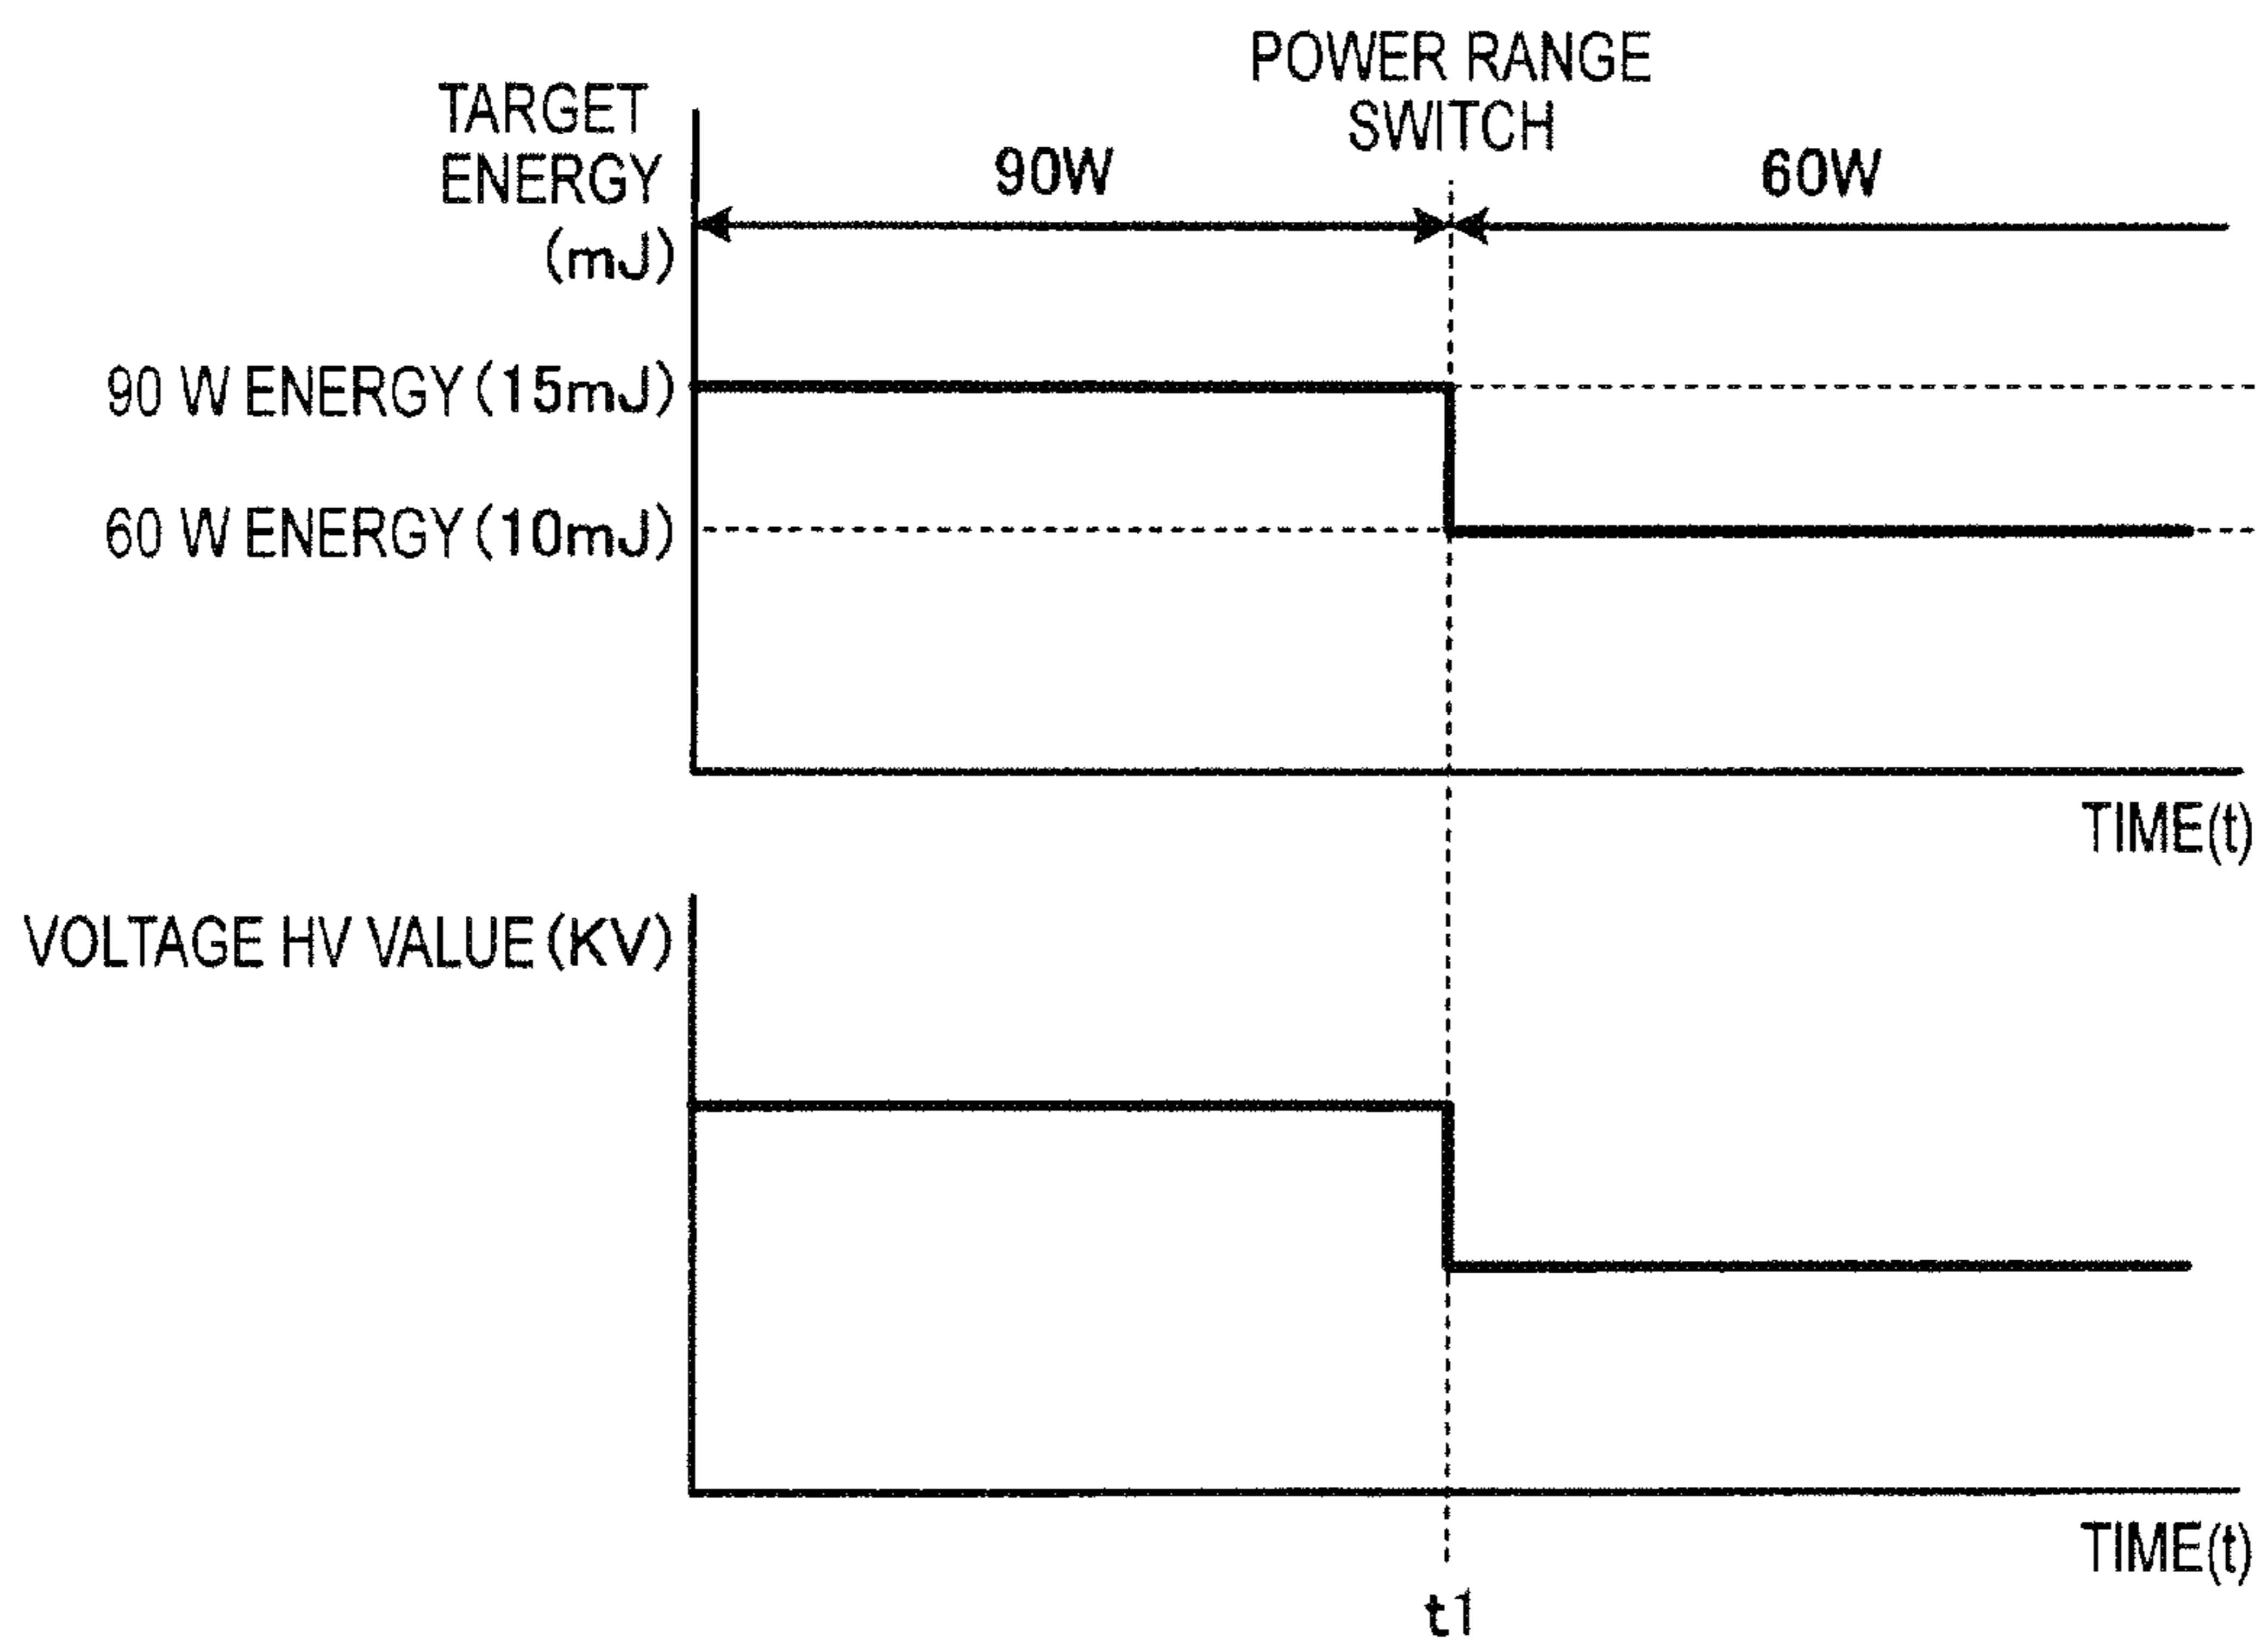 POWER RANGE
SWITCH
TARGET
ENERGY
(mJ)
90W
60W
90 W ENERGY (15mJ)
60 W ENERGY (10mJ)
TIME(t)
VOLTAGE HV VALUE (KV)
TIME(t)
t1